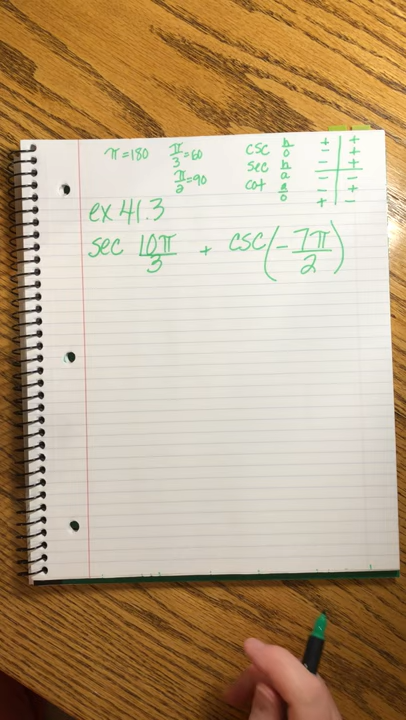 π=180 π/3=60 csc h/o + +
- +
π/2=90 sec h/a - +
cot a/o - -
- +
+ -
ex 41.3
sec 10π/3 + csc(-7π/2)